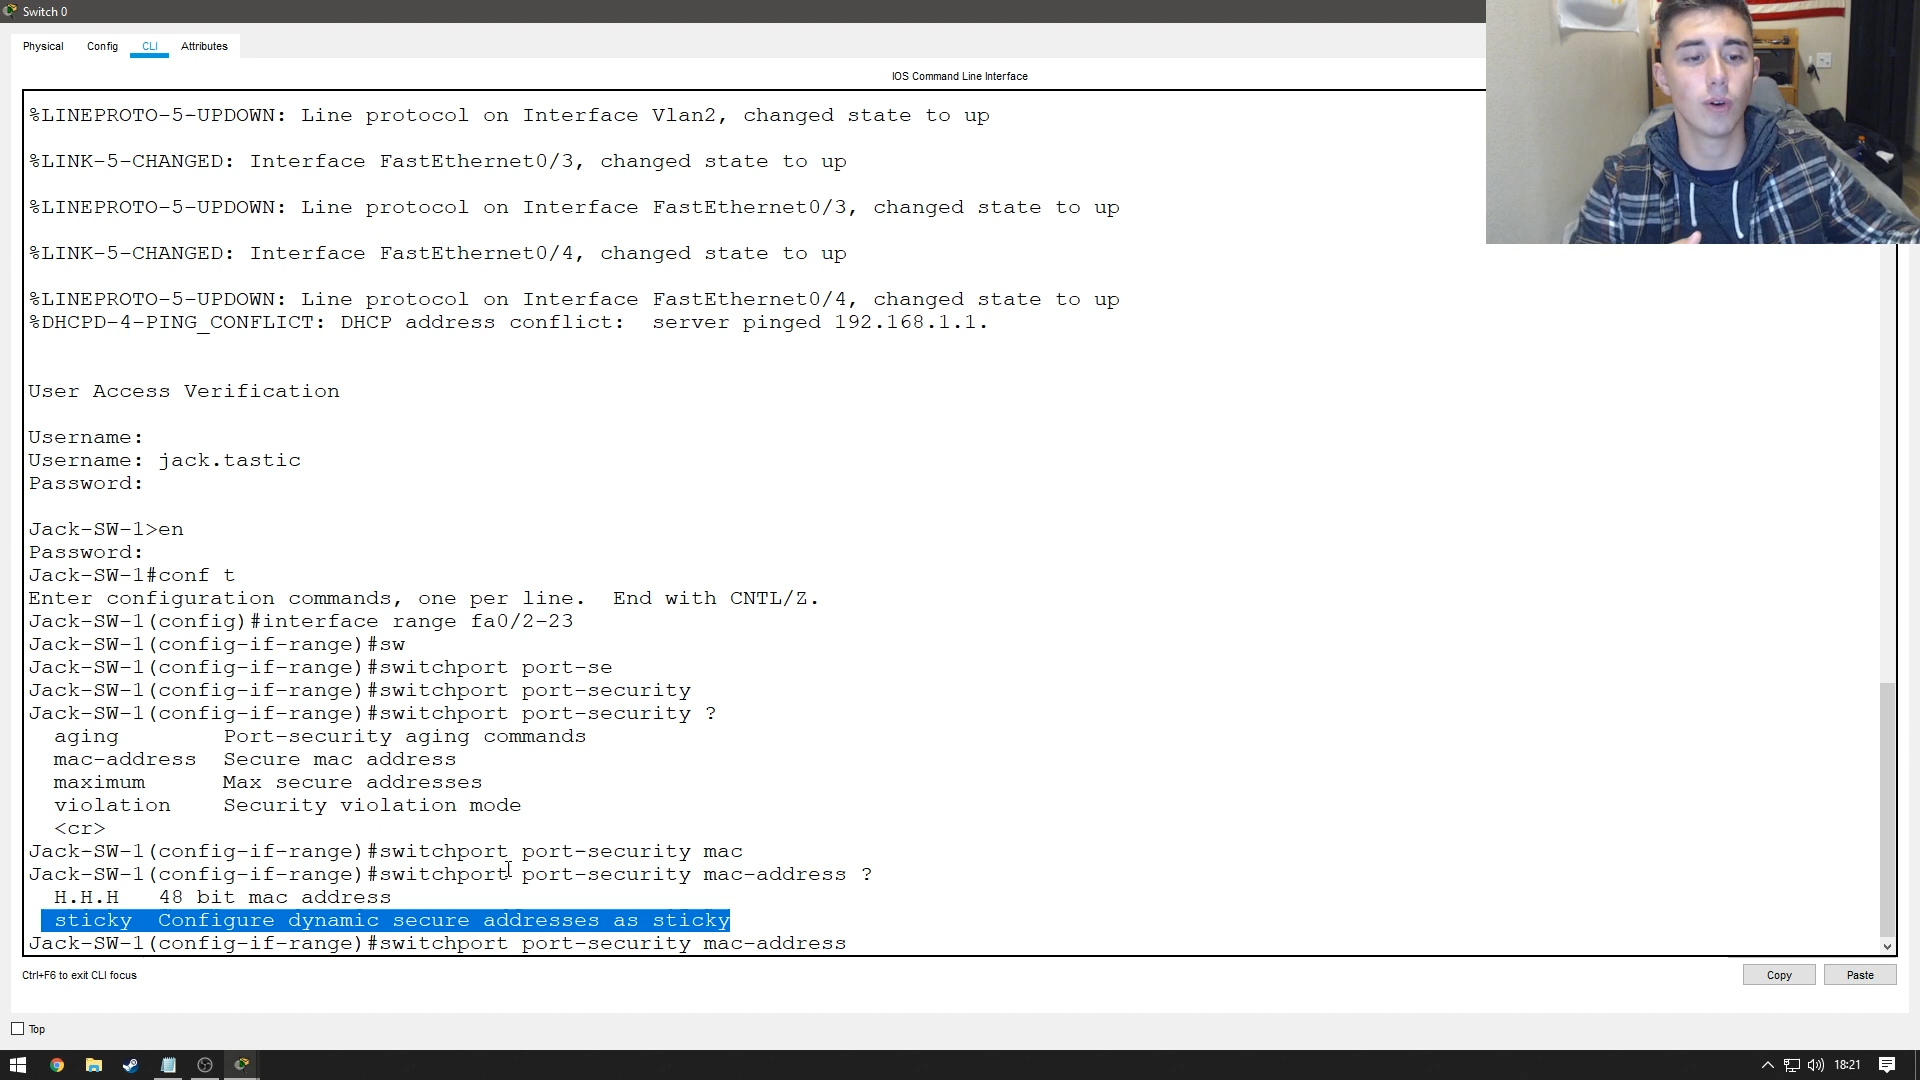 Switch 0
Physical Config CLI Attributes
IOS Command Line Interface
%LINEPROTO-5-UPDOWN: Line protocol on Interface Vlan2, changed state to up
%LINK-5-CHANGED: Interface FastEthernet0/3, changed state to up
%LINEPROTO-5-UPDOWN: Line protocol on Interface FastEthernet0/3, changed state to up
%LINK-5-CHANGED: Interface FastEthernet0/4, changed state to up
%LINEPROTO-5-UPDOWN: Line protocol on Interface FastEthernet0/4, changed state to up
%DHCPD-4-PING_CONFLICT: DHCP address conflict:  server pinged 192.168.1.1.
User Access Verification
Username:
Username: jack.tastic
Password:
Jack-SW-1>en
Password:
Jack-SW-1#conf t
Enter configuration commands, one per line.  End with CNTL/Z.
Jack-SW-1(config)#interface range fa0/2-23
Jack-SW-1(config-if-range)#sw
Jack-SW-1(config-if-range)#switchport port-se
Jack-SW-1(config-if-range)#switchport port-security
Jack-SW-1(config-if-range)#switchport port-security ?
aging        Port-security aging commands
mac-address  Secure mac address
maximum      Max secure addresses
violation    Security violation mode
<cr>
Jack-SW-1(config-if-range)#switchport port-security mac
Jack-SW-1(config-if-range)#switchport port-security mac-address ?
H.H.H   48 bit mac address
sticky  Configure dynamic secure addresses as sticky
Jack-SW-1(config-if-range)#switchport port-security mac-address
Ctrl+F6 to exit CLI focus
Copy Paste
Top
18:21